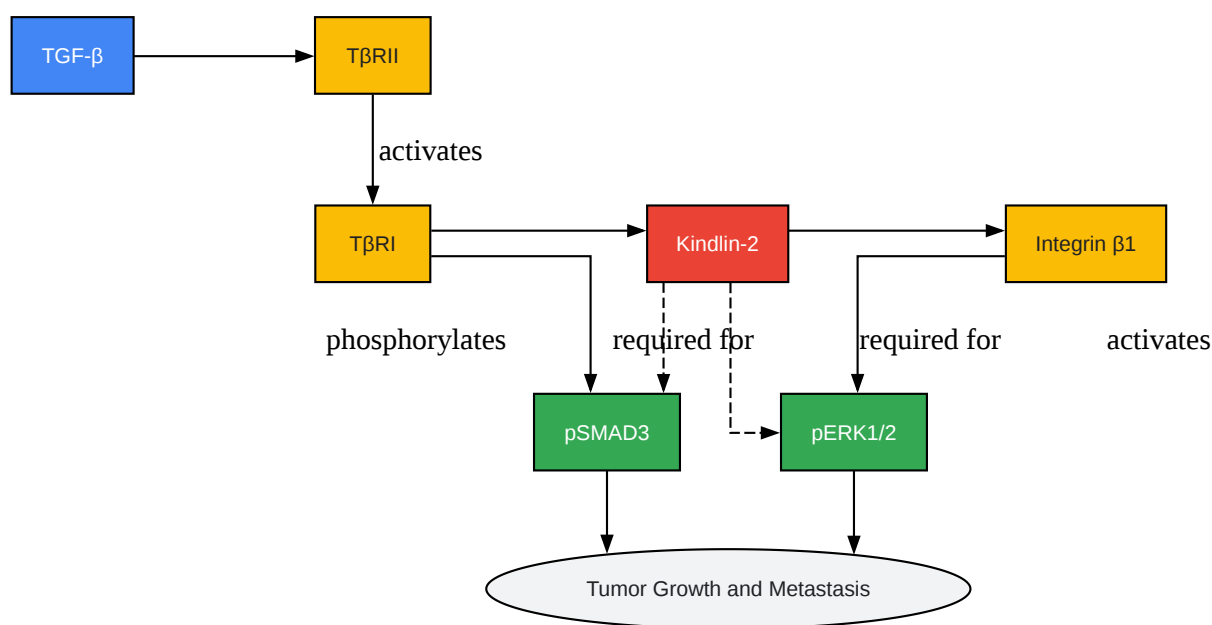 TGF-β
TβRII
activates
TβRI
Kindlin-2
Integrin β1
phosphorylates
required for
required for
activates
pSMAD3
pERK1/2
Tumor Growth and Metastasis